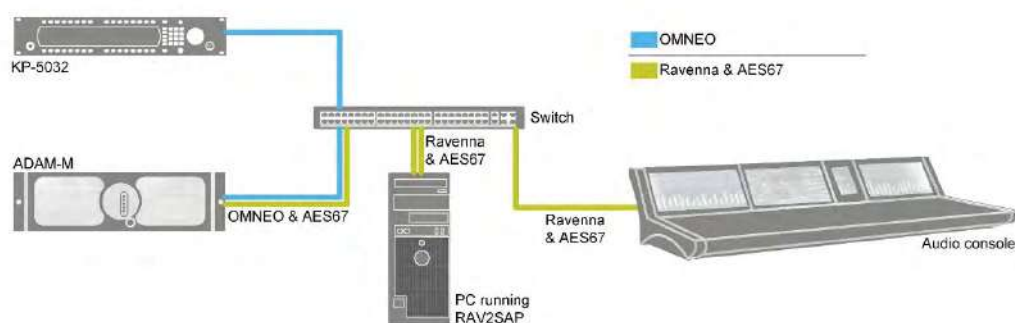 KP-5032
ADAM-M
OMNEO & AES67
OMNEO
Ravenna & AES67
Switch
Ravenna
& AES67
PC running
RAV2SAP
Ravenna
& AES67
Audio console